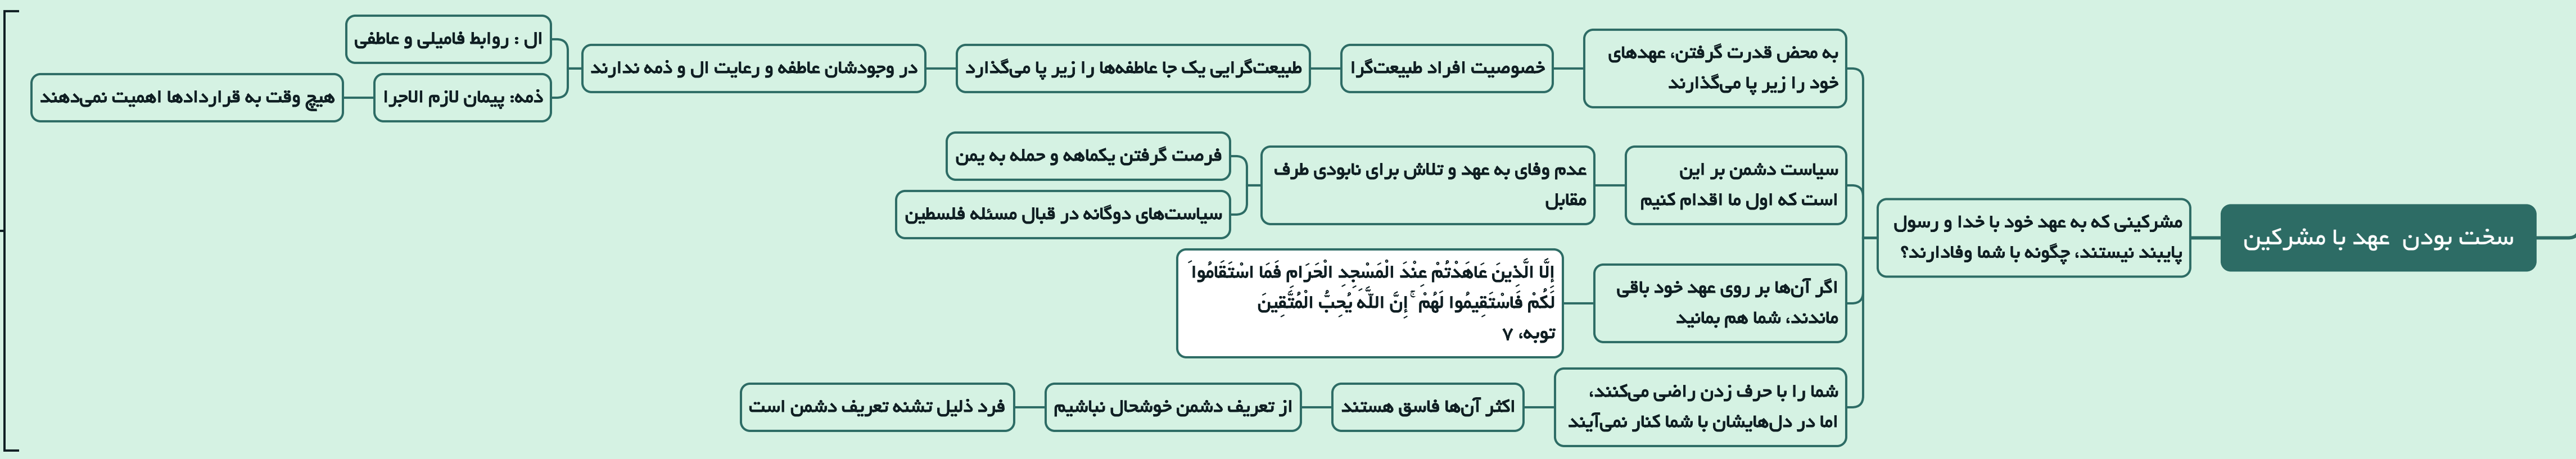 سخت بودن عهد با مشرکین
مشرکینی که به عهد خود با خدا و رسول
پایبند نیستند، چگونه با شما وفادارند؟
به محض قدرت گرفتن، عهدهای
خود را زیر پا می‌گذارند
خصوصیت افراد طبیعت‌گرا
طبیعت‌گرایی یک جا عاطفه‌ها را زیر پا می‌گذارد
در وجودشان عاطفه و رعایت ال و ذمه ندارند
ال : روابط فامیلی و عاطفی
ذمه: پیمان لازم الاجرا
هیچ وقت به قراردادها اهمیت نمی‌دهند
سیاست دشمن بر این
است که اول ما اقدام کنیم
عدم وفای به عهد و تلاش برای نابودی طرف
مقابل
فرصت گرفتن یکماهه و حمله به یمن
سیاست‌های دوگانه در قبال مسئله فلسطین
اگر آن‌ها بر روی عهد خود باقی
ماندند، شما هم بمانید
إِلَّا الَّذِينَ عَاهَدْتُمْ عِنْدَ الْمَسْجِدِ الْحَرَامِ فَمَا اسْتَقَامُوا
لَكُمْ فَاسْتَقِيمُوا لَهُمْ ۚ إِنَّ اللَّهَ يُحِبُّ الْمُتَّقِينَ
توبه، ۷
شما را با حرف زدن راضی می‌کنند،
اما در دل‌هایشان با شما کنار نمی‌آیند
اکثر آن‌ها فاسق هستند
از تعریف دشمن خوشحال نباشیم
فرد ذلیل تشنه تعریف دشمن است